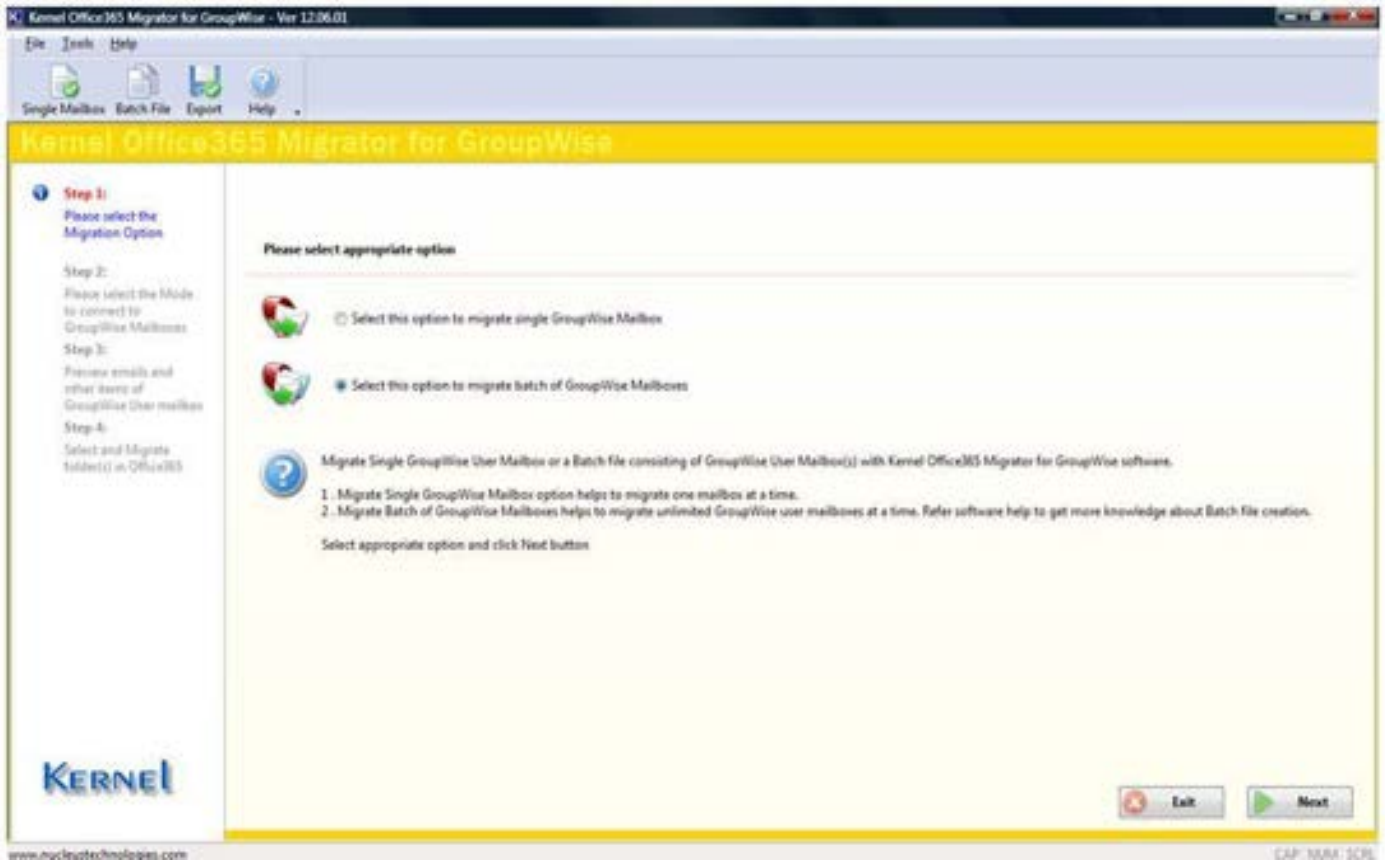 Kernel Office365 Migrator for GroupWise - Ver 12.06.01
File Tools Help
Single Mailbox Batch File Export Help
Kernel Office365 Migrator for GroupWise
Step 1:
Please select the
Migration Option
Step 2:
Please select the Mode
to connect to
GroupWise Mailboxes
Step 3:
Preview emails and
other items of
GroupWise User mailbox
Step 4:
Select and Migrate
folder(s) in Office365
Please select appropriate option
Select this option to migrate single GroupWise Mailbox
Select this option to migrate batch of GroupWise Mailboxes
Migrate Single GroupWise User Mailbox or a Batch file consisting of GroupWise User Mailbox(s) with Kernel Office365 Migrator for GroupWise software.
1 . Migrate Single GroupWise Mailbox option helps to migrate one mailbox at a time.
2 . Migrate Batch of GroupWise Mailboxes helps to migrate unlimited GroupWise user mailboxes at a time. Refer software help to get more knowledge about Batch file creation.
Select appropriate option and click Next button
KERNEL
Exit Next
www.nucleustechnologies.com
CAP NUM SCRL